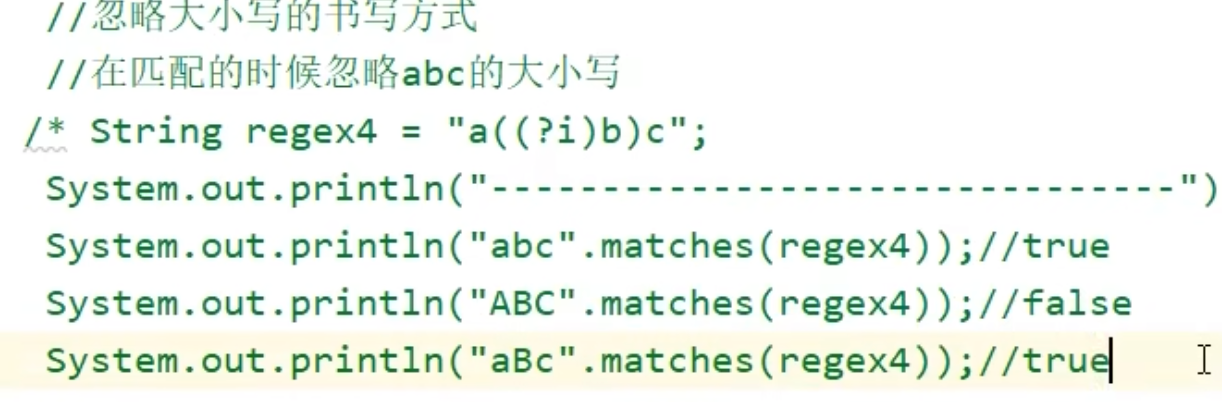 //忽略大小写的书写方式
//在匹配的时候忽略abc的大小写
/* String regex4 = "a((?i)b)c";
System.out.println("-------------------------------")
System.out.println("abc".matches(regex4));//true
System.out.println("ABC".matches(regex4));//false
System.out.println("aBc".matches(regex4));//true